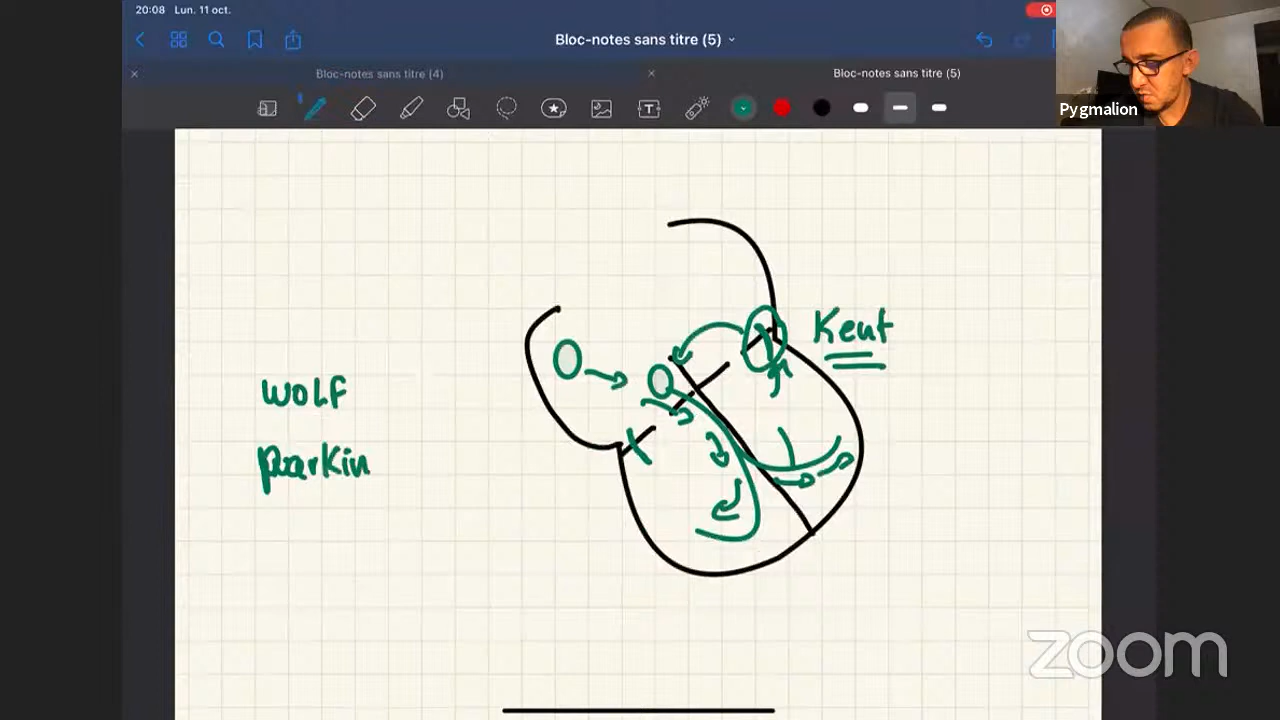 20:08 Lun. 11 oct.
Bloc-notes sans titre (5)
Bloc-notes sans titre (4)
Bloc-notes sans titre (5)
Pygmalion
Kent
wolf
parkin
zoom